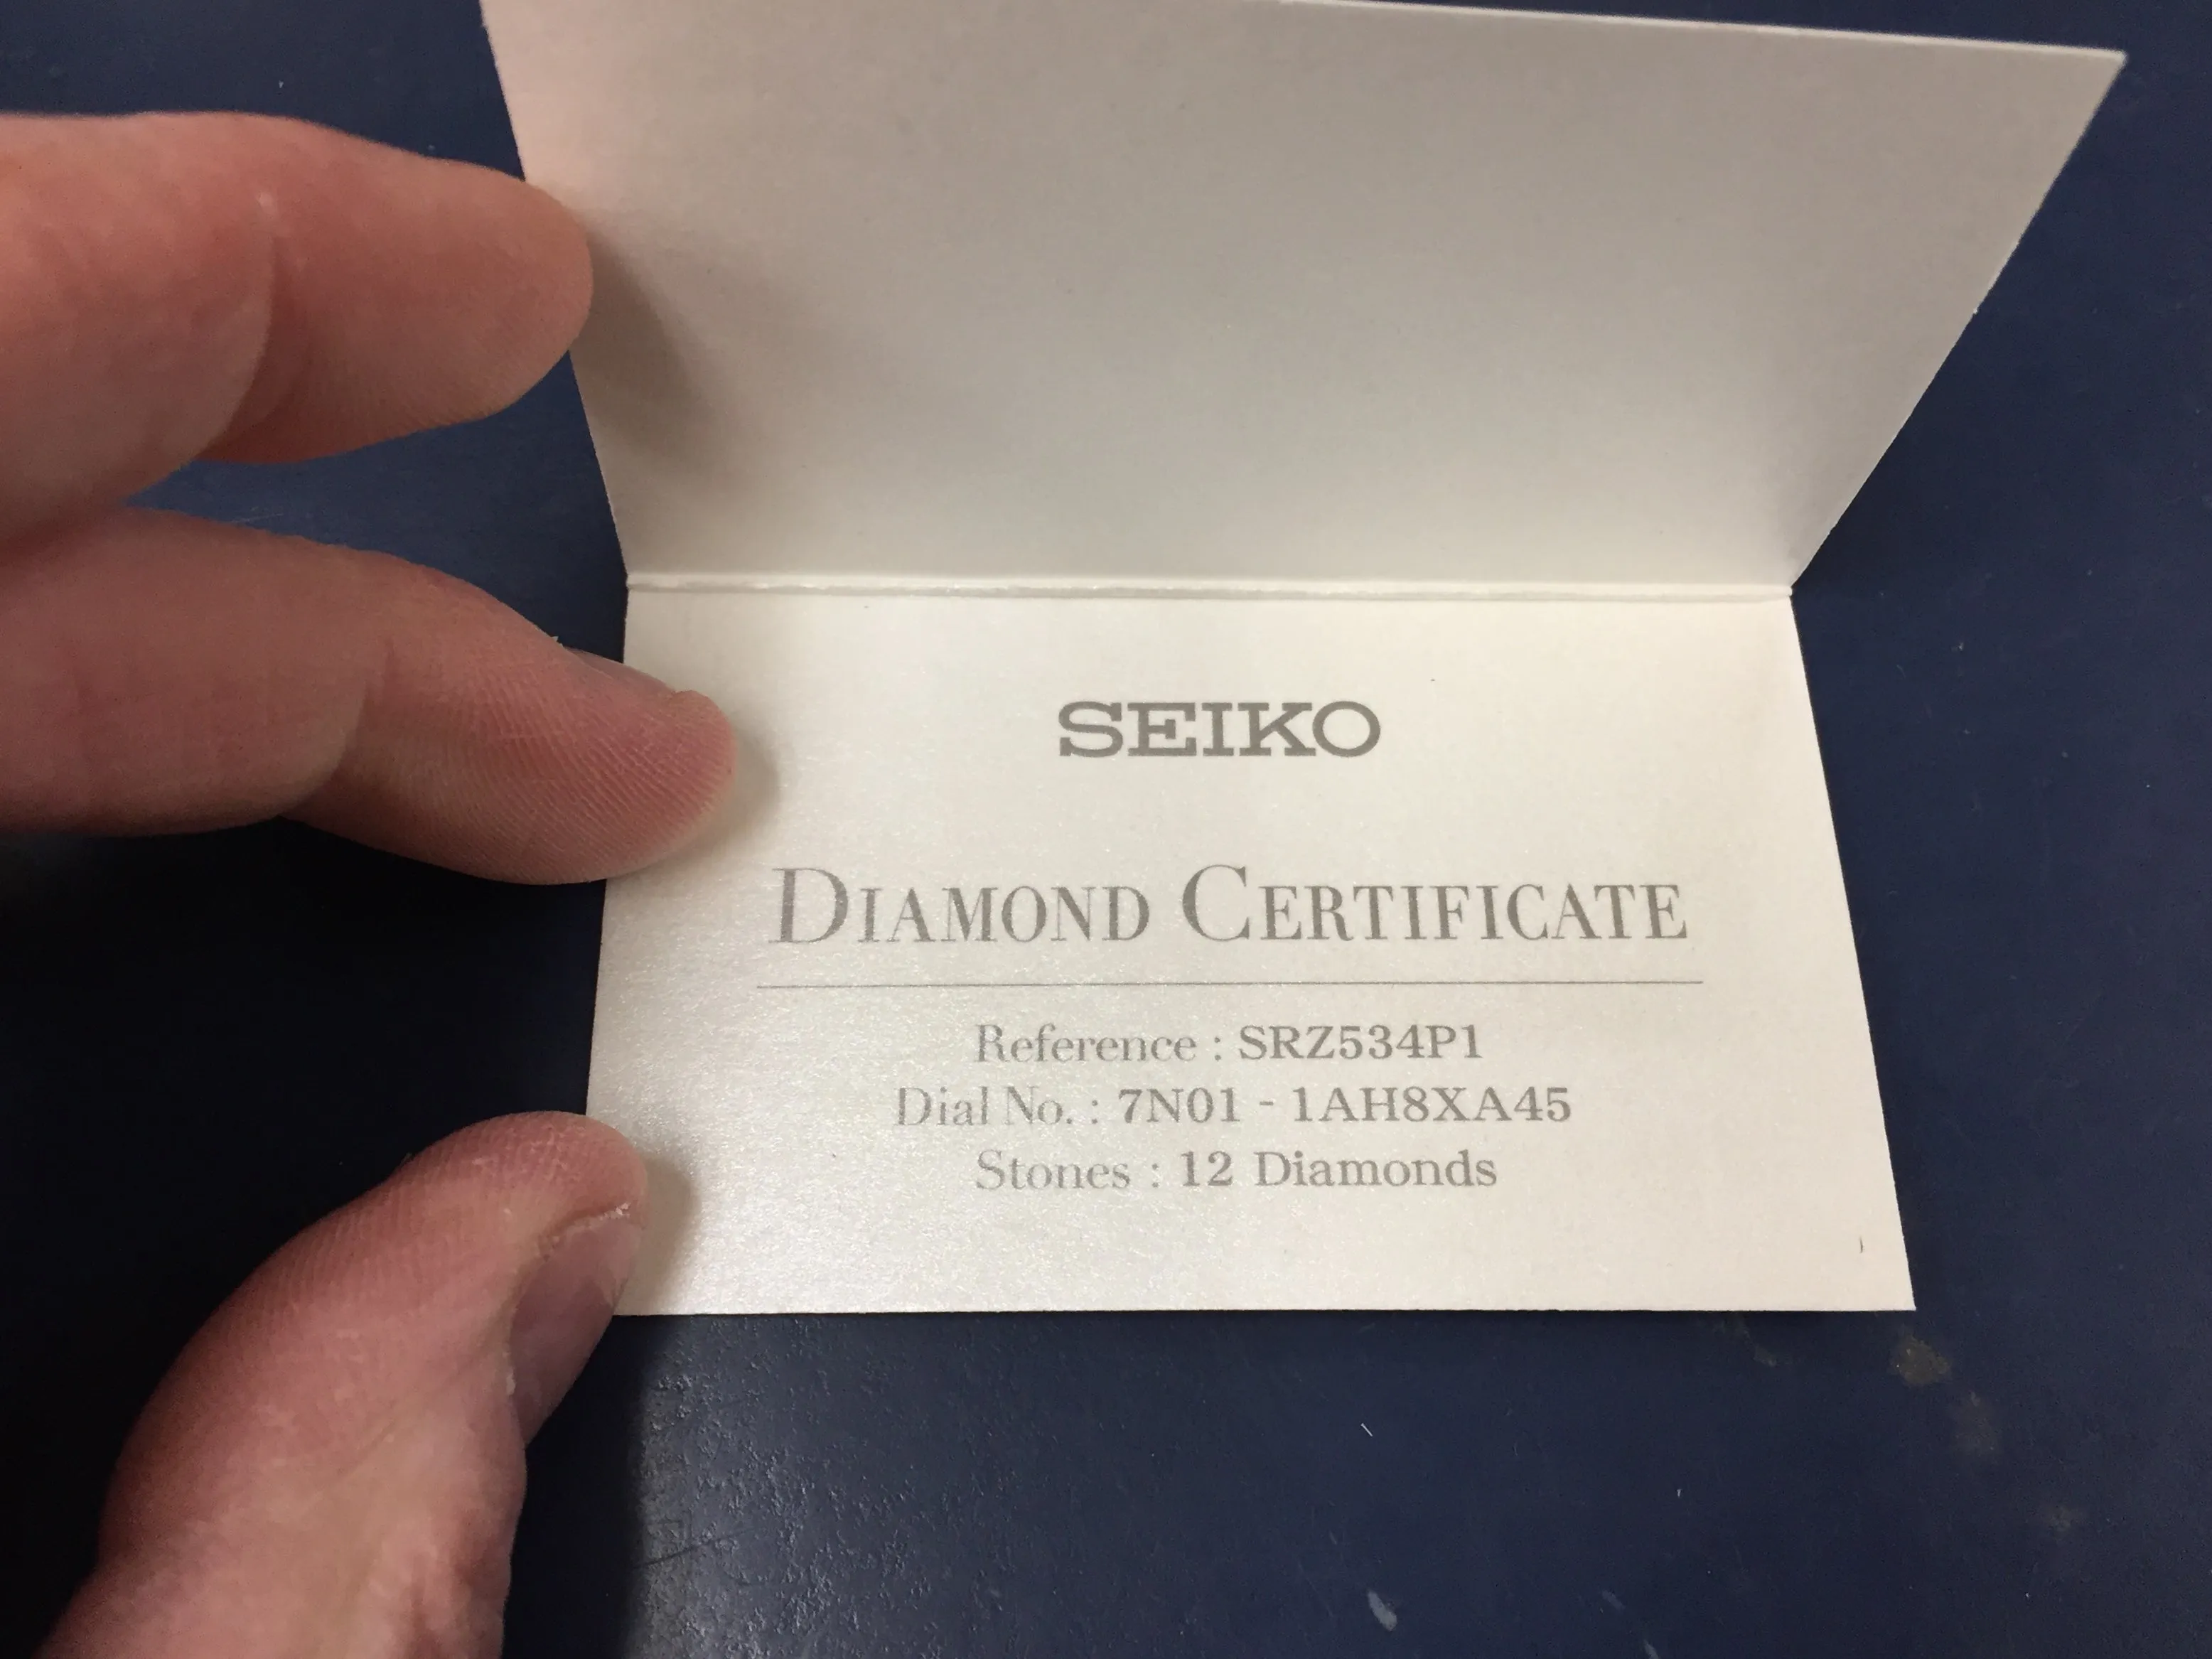 SEIKO
DIAMOND CERTIFICATE
Reference : SRZ534P1
Dial No. : 7N01 - 1AH8XA45
Stones : 12 Diamonds